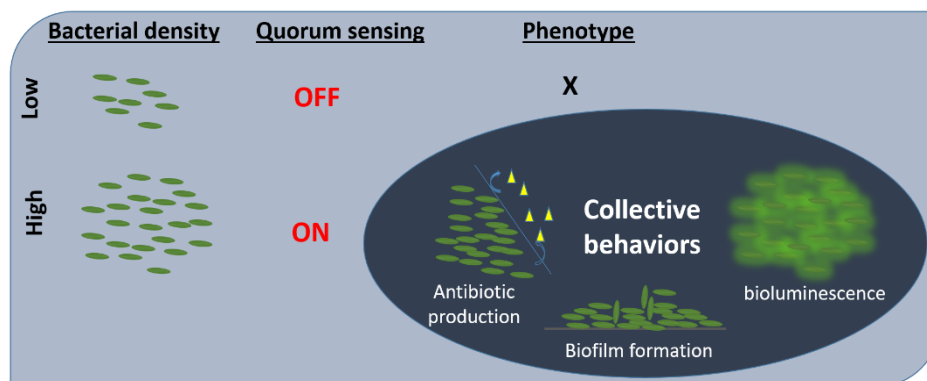 Bacterial density
Quorum sensing
Phenotype
Low
OFF
X
High
ON
Collective
behaviors
Antibiotic
production
Biofilm formation
bioluminescence